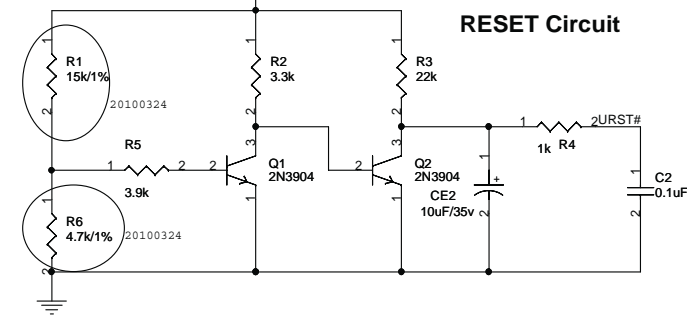 RESET Circuit
1
R1
15k/1%
2
20100324
1
R2
3.3k
2
1
R3
22k
2
R5
1
2
3.9k
3
2
Q1
2N3904
1
3
2
Q2
2N3904
1
1
CE2
+
10uF/35v
2
1
2
URST#
1k
R4
1
C2
0.1uF
2
1
R6
4.7k/1%
2
20100324